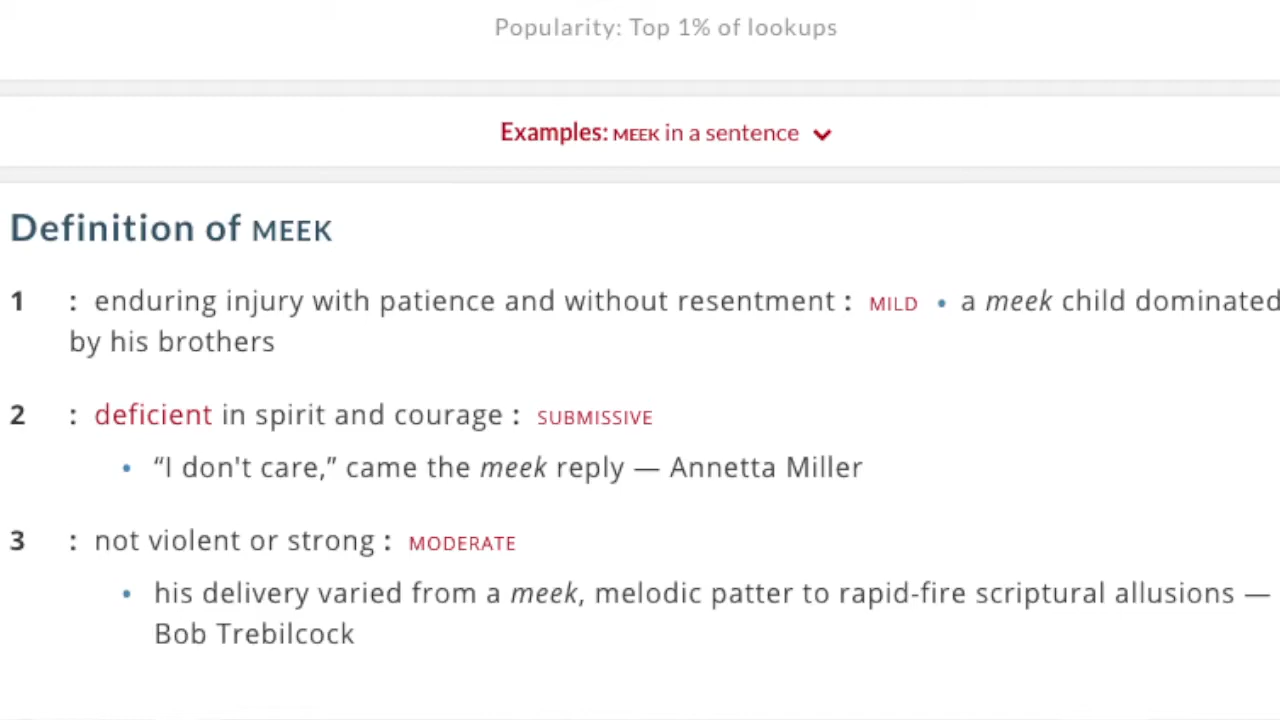 Popularity: Top 1% of lookups
Examples: MEEK in a sentence
Definition of MEEK
1 : enduring injury with patience and without resentment : MILD • a meek child dominated
by his brothers
2 : deficient in spirit and courage : SUBMISSIVE
• “I don't care,” came the meek reply — Annetta Miller
3 : not violent or strong : MODERATE
• his delivery varied from a meek, melodic patter to rapid-fire scriptural allusions —
Bob Trebilcock